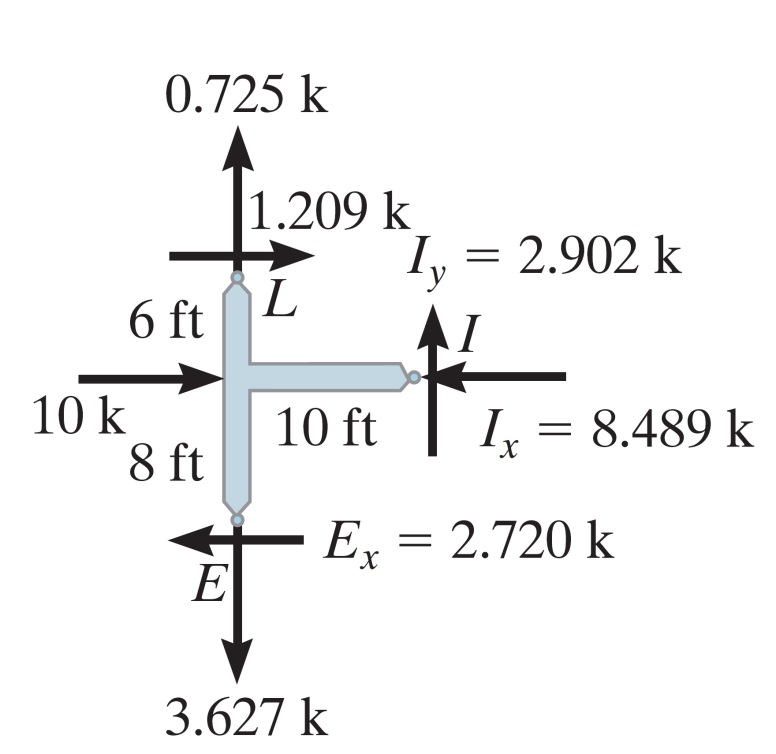 0.725 k
1.209 k
I_y = 2.902 k
L
I
6 ft
10 k
10 ft
I_x = 8.489 k
8 ft
E_x = 2.720 k
E
3.627 k